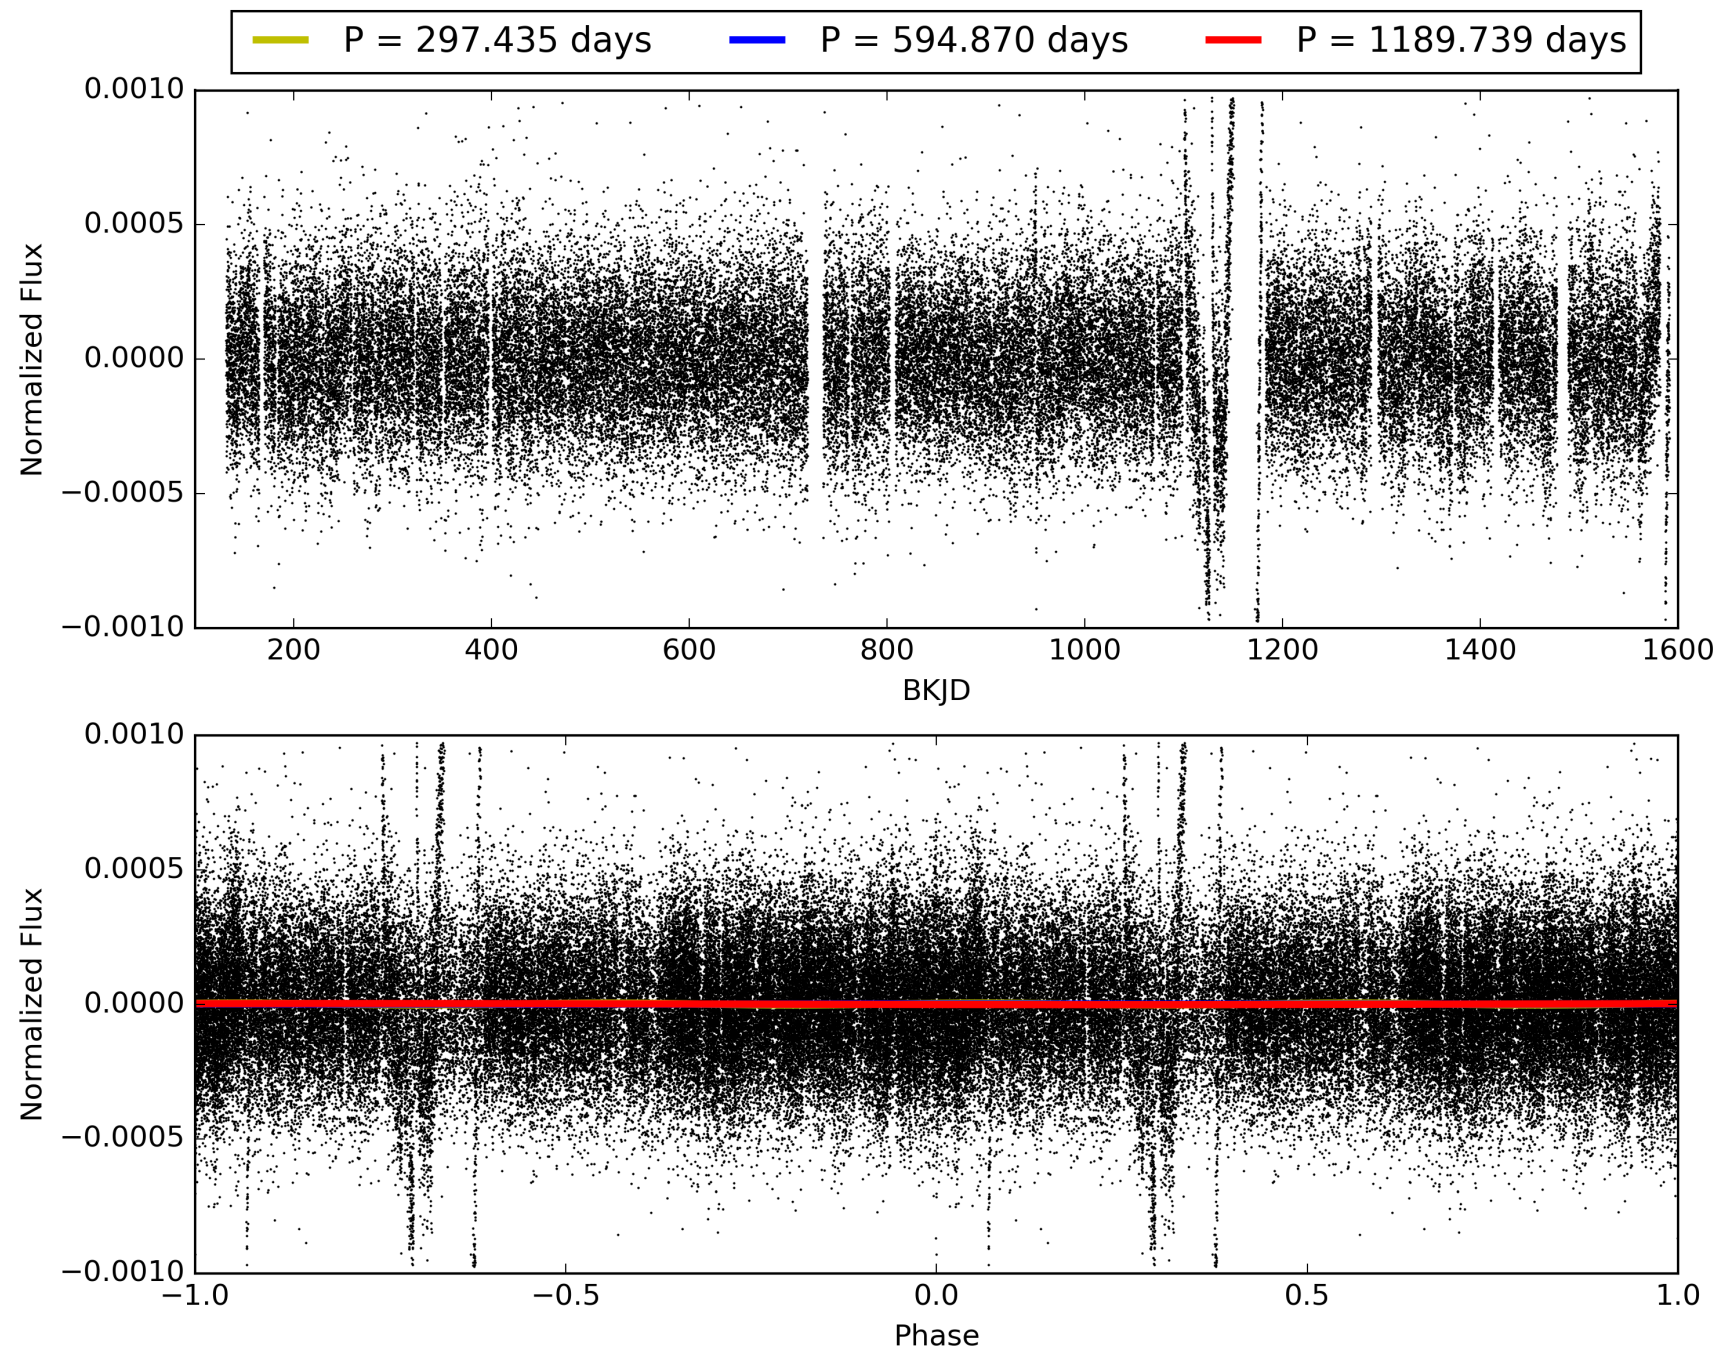 P = 297.435 days P = 594.870 days P = 1189.739 days
0.0010
0.0005
0.0000
−0.0005
−0.0010
Normalized Flux
200 400 600 800 1000 1200 1400 1600
BKJD
0.0010
0.0005
0.0000
−0.0005
−0.0010
Normalized Flux
−1.0 −0.5 0.0 0.5 1.0
Phase